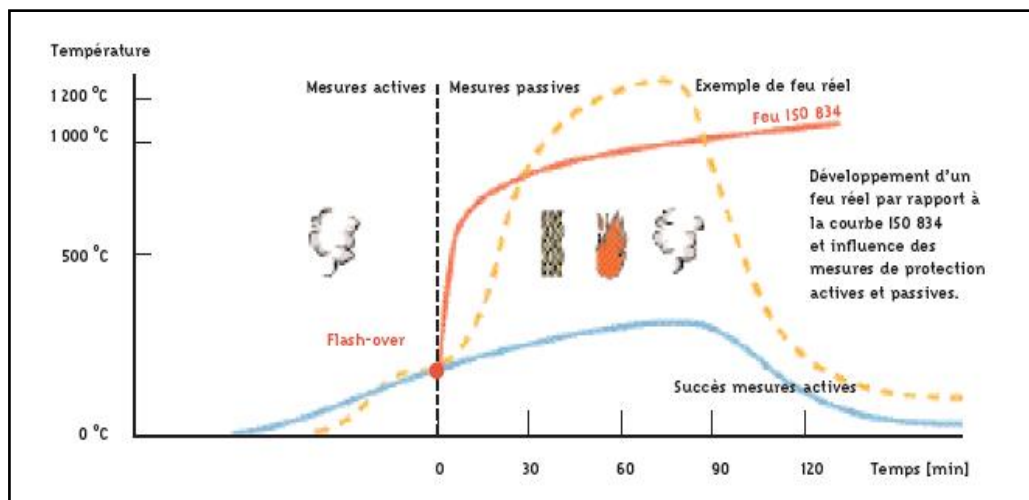 Température
Mesures actives
Mesures passives
Exemple de feu réel
1 200 °C
Feu ISO 834
1 000 °C
Développement d'un
feu réel par rapport à
la courbe ISO 834
et influence des
mesures de protection
actives et passives.
500 °C
Flash-over
Succès mesures actives
0 °C
0 30 60 90 120 Temps [min]